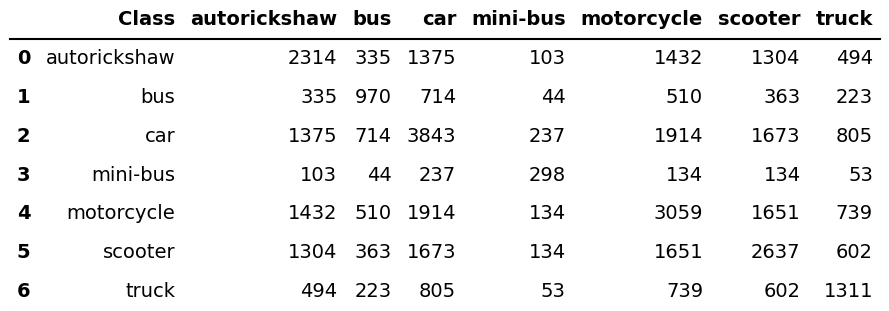 Class autorickshaw bus car mini-bus motorcycle scooter truck
0 autorickshaw 2314 335 1375 103 1432 1304 494
1 bus 335 970 714 44 510 363 223
2 car 1375 714 3843 237 1914 1673 805
3 mini-bus 103 44 237 298 134 134 53
4 motorcycle 1432 510 1914 134 3059 1651 739
5 scooter 1304 363 1673 134 1651 2637 602
6 truck 494 223 805 53 739 602 1311